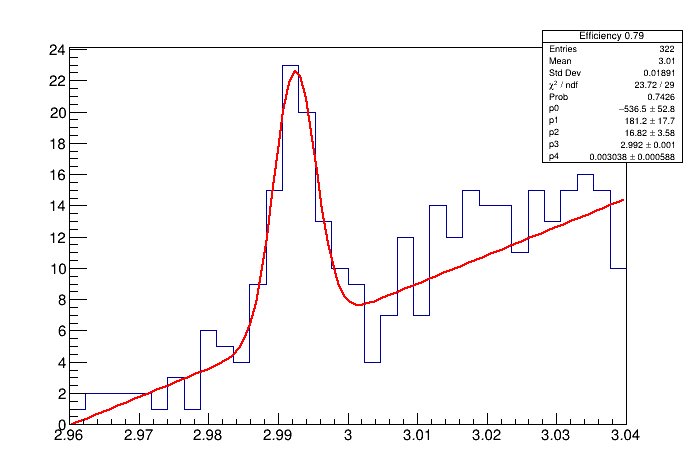 Efficiency 0.79
Entries 322
Mean 3.01
Std Dev 0.01891
χ² / ndf 23.72 / 29
Prob 0.7426
p0 −536.5 ± 52.8
p1 181.2 ± 17.7
p2 16.82 ± 3.58
p3 2.992 ± 0.001
p4 0.003038 ± 0.000588
24
22
20
18
16
14
12
10
8
6
4
2
0
2.96 2.97 2.98 2.99 3 3.01 3.02 3.03 3.04